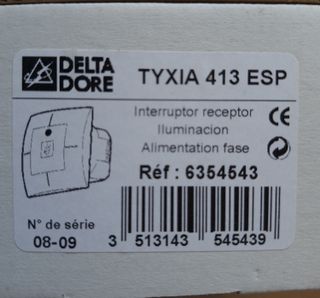 DELTA
DORE
TYXIA 413 ESP
Interruptor receptor
Iluminacion
Alimentation fase
CE
Réf : 6354543
N° de série
08-09
3 513143 545439